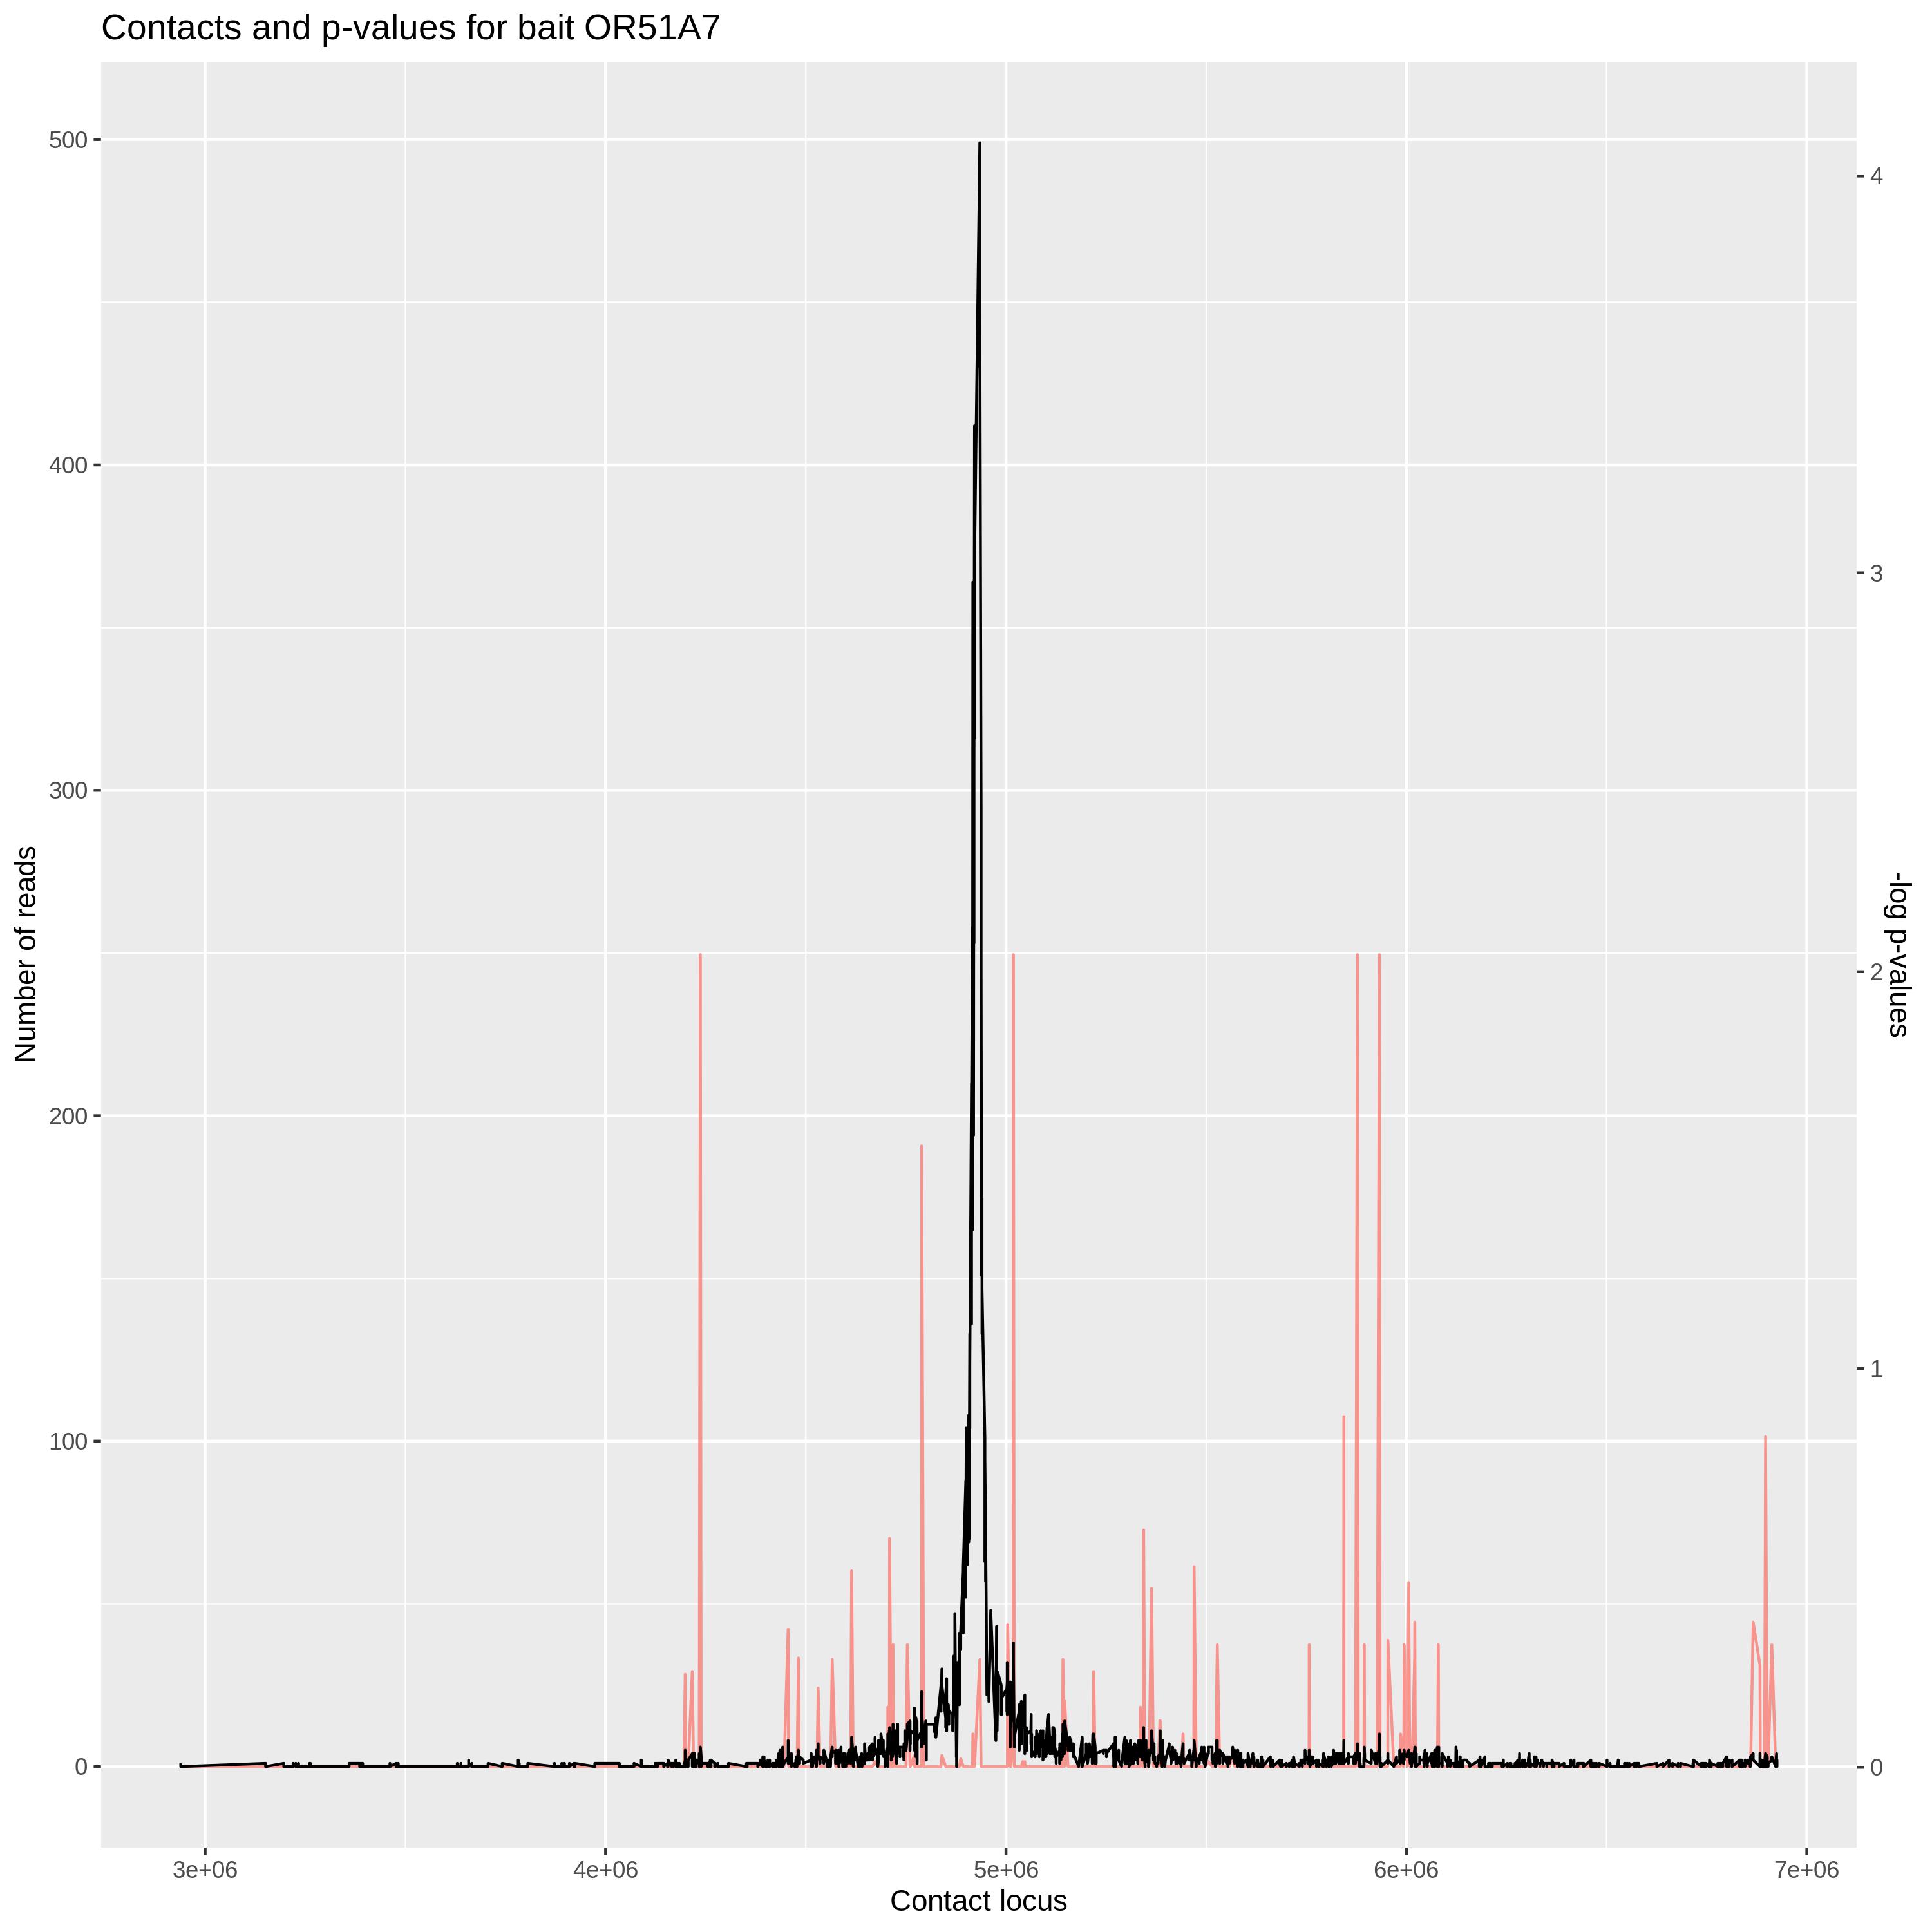 Contacts and p-values for bait OR51A7
500
400
300
200
100
0
Number of reads
4
3
2
1
0
-log p-values
3e+06
4e+06
5e+06
6e+06
7e+06
Contact locus